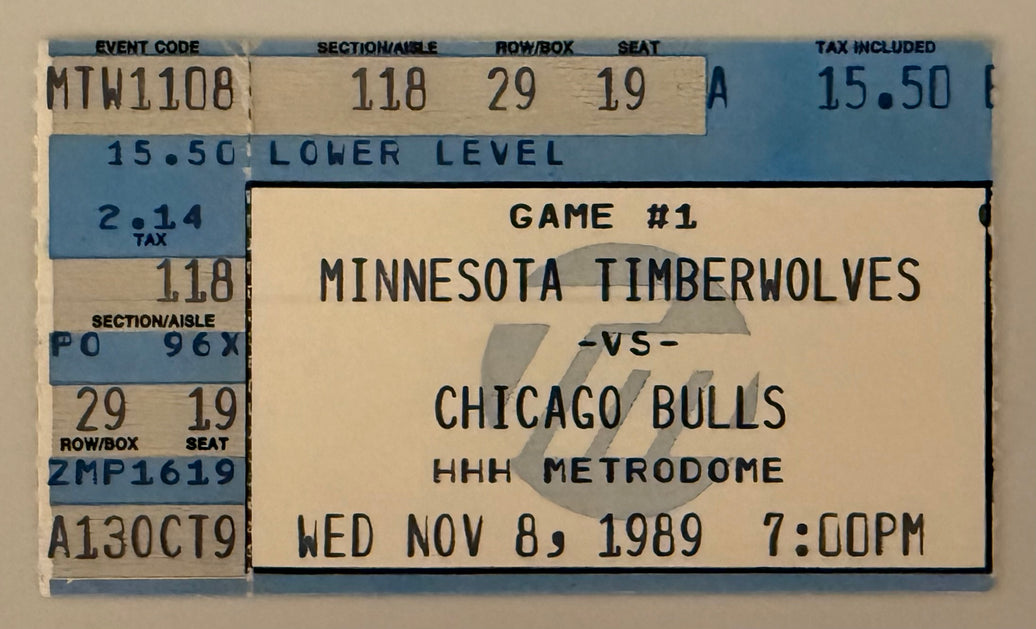 EVENT CODE SECTION/AISLE ROW/BOX SEAT TAX INCLUDED
MTW1108 118 29 19 A 15.50
15.50 LOWER LEVEL
2.14
TAX
118
SECTION/AISLE
PO 96X
29 19
ROW/BOX SEAT
ZMP1619
A13OCT9
GAME #1
MINNESOTA TIMBERWOLVES
-VS-
CHICAGO BULLS
HHH METRODOME
WED NOV 8, 1989 7:00PM